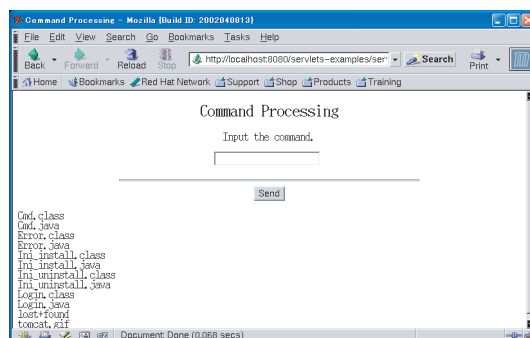 Command Processing - Mozilla {Build ID: 2002040813}
File Edit View Search Go Bookmarks Tasks Help
Back Forward Reload Stop http://localhost:8080/servlets-examples/ser Search Print
Home Bookmarks Red Hat Network Support Shop Products Training
Command Processing
Input the command.
Send
Cmd.class
Cmd.java
Error.class
Error.java
Ini_install.class
Ini_install.java
Ini_uninstall.class
Ini_uninstall.java
Login.class
Login.java
lost+found
tomcat.gif
Document: Done (0.068 secs)